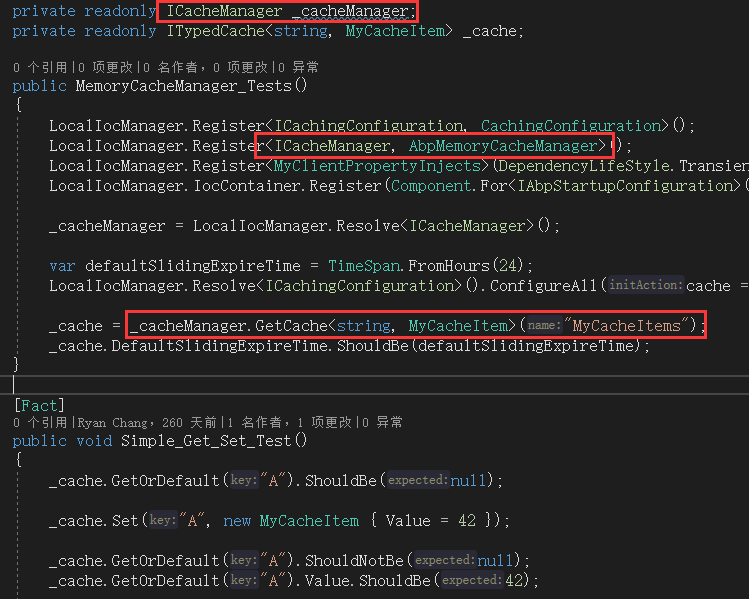 private readonly ICacheManager _cacheManager;
private readonly ITypedCache<string, MyCacheItem> _cache;
0 个引用|0 项更改|0 名作者，0 项更改|0 异常
public MemoryCacheManager_Tests()
{
LocalIocManager.Register<ICachingConfiguration, CachingConfiguration>();
LocalIocManager.Register<ICacheManager, AbpMemoryCacheManager>();
LocalIocManager.Register<MyClientPropertyInjects>(DependencyLifeStyle.Transien
LocalIocManager.IocContainer.Register(Component.For<IAbpStartupConfiguration>(
_cacheManager = LocalIocManager.Resolve<ICacheManager>();
var defaultSlidingExpireTime = TimeSpan.FromHours(24);
LocalIocManager.Resolve<ICachingConfiguration>().ConfigureAll(initAction:cache =
_cache = _cacheManager.GetCache<string, MyCacheItem>(name:"MyCacheItems");
_cache.DefaultSlidingExpireTime.ShouldBe(defaultSlidingExpireTime);
}
[Fact]
0 个引用|Ryan Chang，260 天前|1 名作者，1 项更改|0 异常
public void Simple_Get_Set_Test()
{
_cache.GetOrDefault(key:"A").ShouldBe(expected:null);
_cache.Set(key:"A", new MyCacheItem { Value = 42 });
_cache.GetOrDefault(key:"A").ShouldNotBe(expected:null);
_cache.GetOrDefault(key:"A").Value.ShouldBe(expected:42);